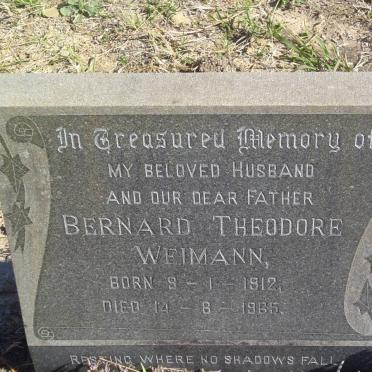 In Treasured Memory of
MY BELOVED HUSBAND
AND OUR DEAR FATHER
BERNARD THEODORE
WEIMANN,
BORN 9-1-1912,
DIED 14-8-1965.
RESTING WHERE NO SHADOWS FALL